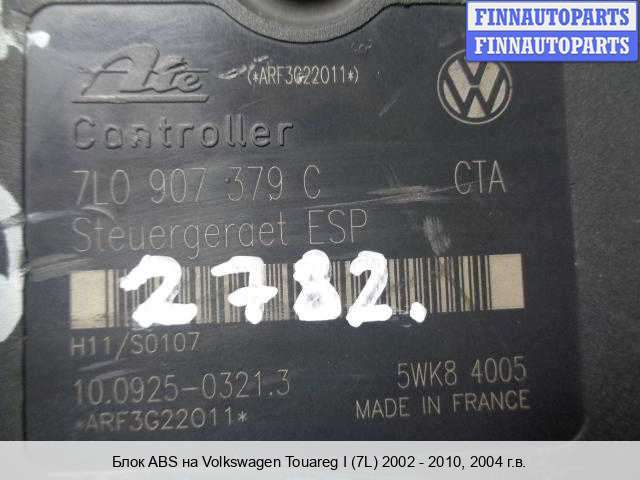 FINNAUTOPARTS
FINNAUTOPARTS
Ate
(*ARF3G22011*)
Controller
7L0 907 379 C
CTA
Steuergeraet ESP
2782.
H11/S0107
10.0925-0321.3
5WK8 4005
*ARF3G22011*
MADE IN FRANCE
Блок ABS на Volkswagen Touareg I (7L) 2002 - 2010, 2004 г.в.